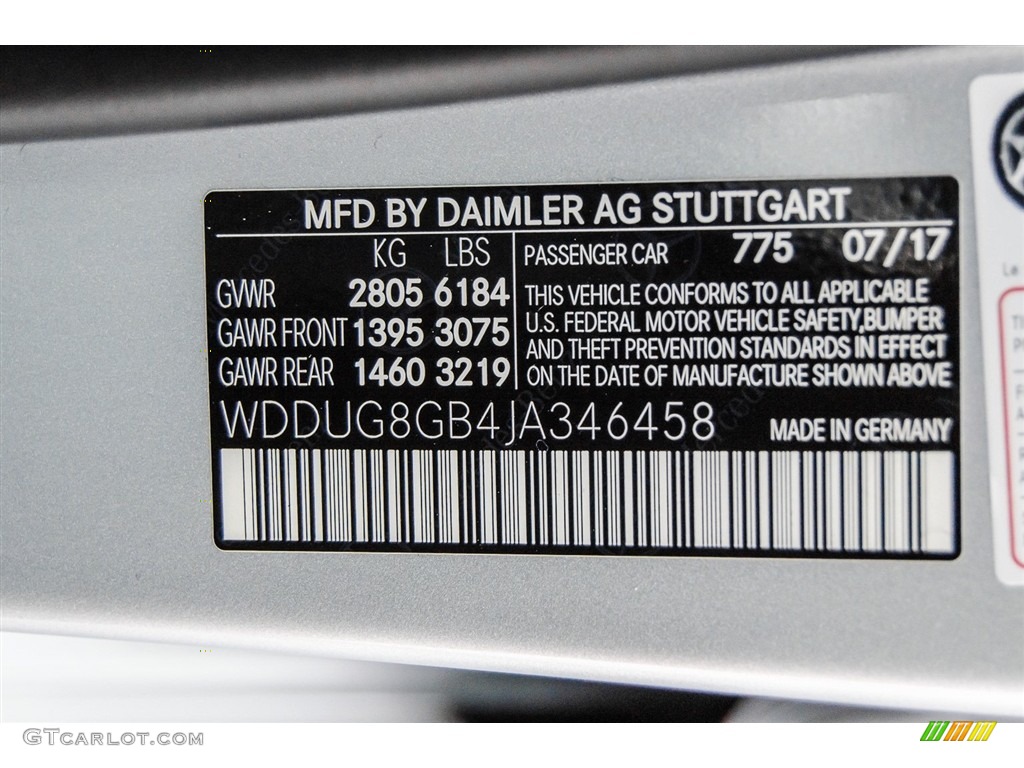 MFD BY DAIMLER AG STUTTGART
KG LBS
GVWR 2805 6184
GAWR FRONT 1395 3075
GAWR REAR 1460 3219
PASSENGER CAR 775 07/17
THIS VEHICLE CONFORMS TO ALL APPLICABLE
U.S. FEDERAL MOTOR VEHICLE SAFETY,BUMPER
AND THEFT PREVENTION STANDARDS IN EFFECT
ON THE DATE OF MANUFACTURE SHOWN ABOVE
WDDUG8GB4JA346458 MADE IN GERMANY
Le
GTCARLOT.COM